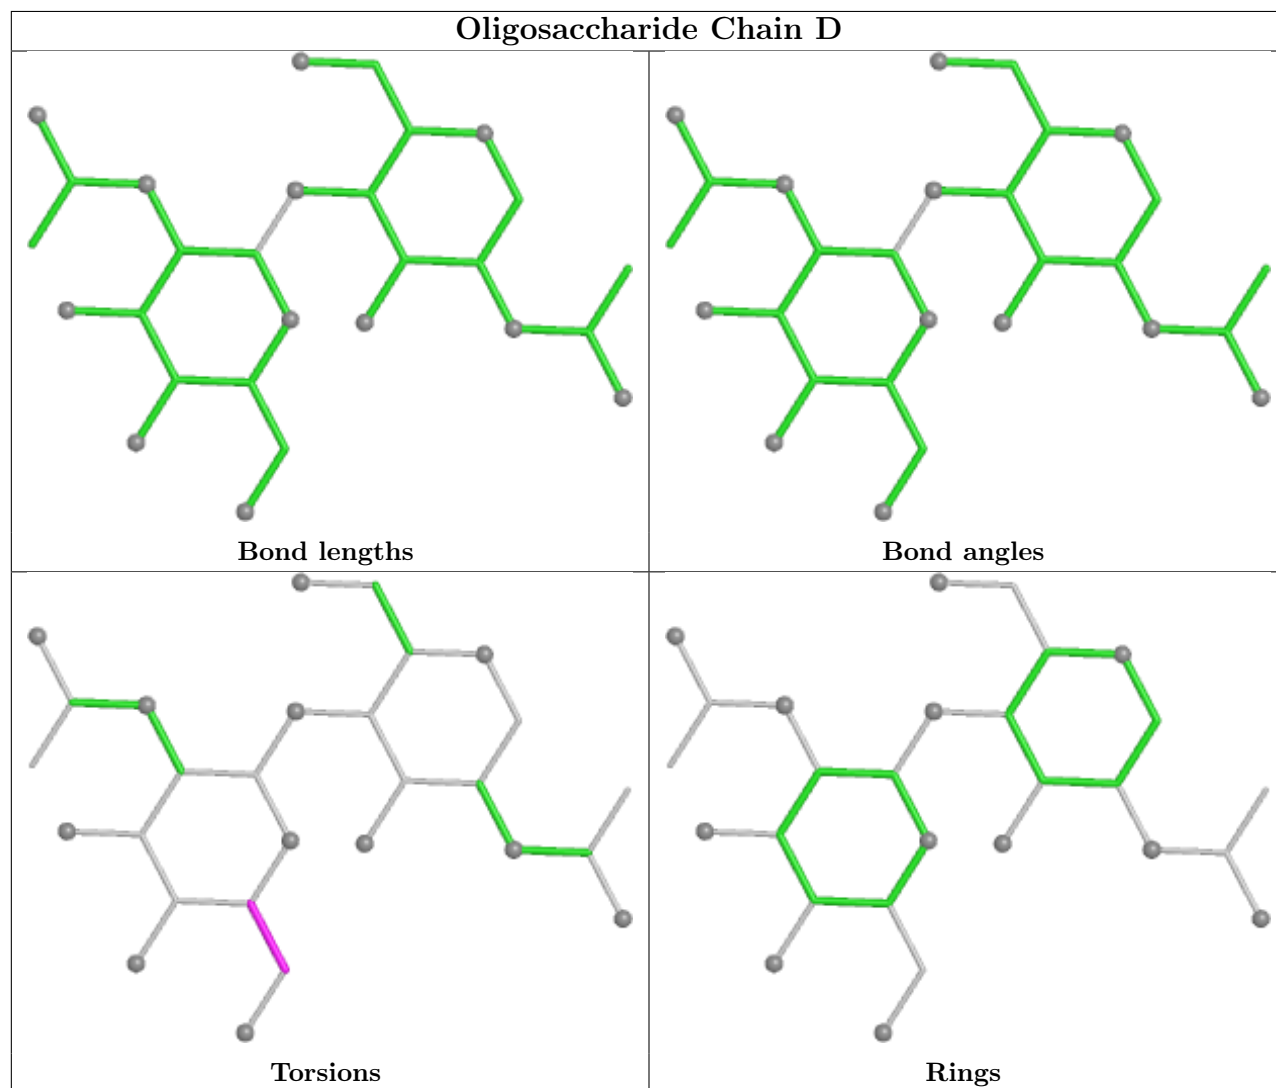 Oligosaccharide Chain D
Bond lengths
Bond angles
Torsions
Rings